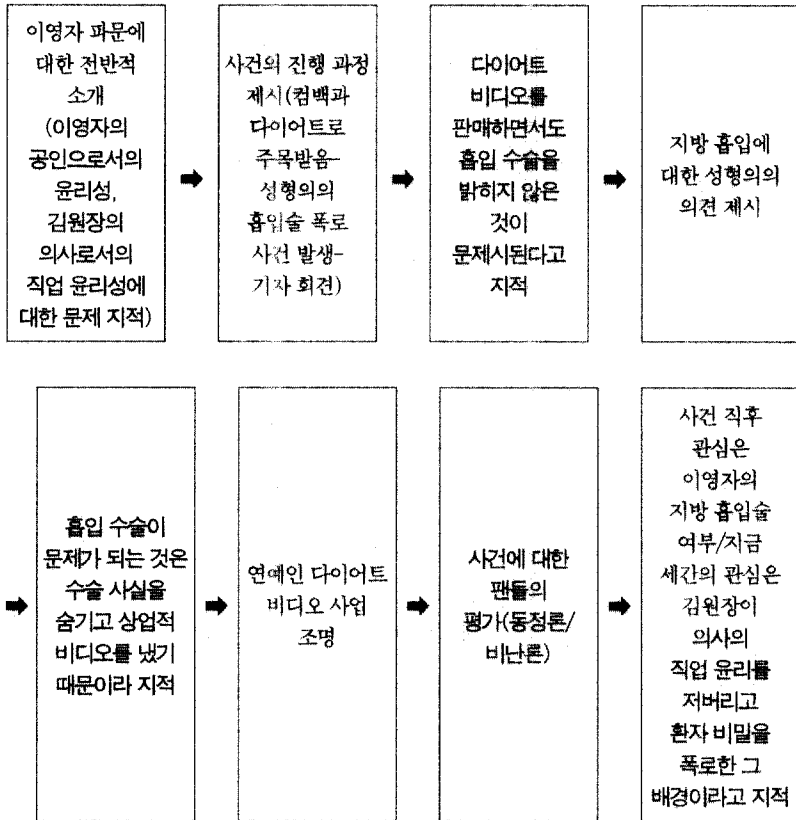 이영자 파문에
대한 전반적
소개
(이영자의
공인으로서의
윤리성,
김원장의
의사로서의
직업 윤리성에
대한 문제 지적)
사건의 진행 과정
제시(컴백과
다이어트로
주목받음-
성형의의
흡입술 폭로
사건 발생-
기자 회견)
다이어트
비디오를
판매하면서도
흡입 수술을
밝히지 않은
것이
문제시된다고
지적
지방 흡입에
대한 성형의의
의견 제시
흡입 수술이
문제가 되는 것은
수술 사실을
숨기고 상업적
비디오를 냈기
때문이라 지적
연예인 다이어트
비디오 사업
조명
사건에 대한
팬들의
평가(동정론/
비난론)
사건 직후
관심은
이영자의
지방 흡입술
여부/지금
세간의 관심은
김원장이
의사의
직업 윤리를
저버리고
환자 비밀을
폭로한 그
배경이라고 지적